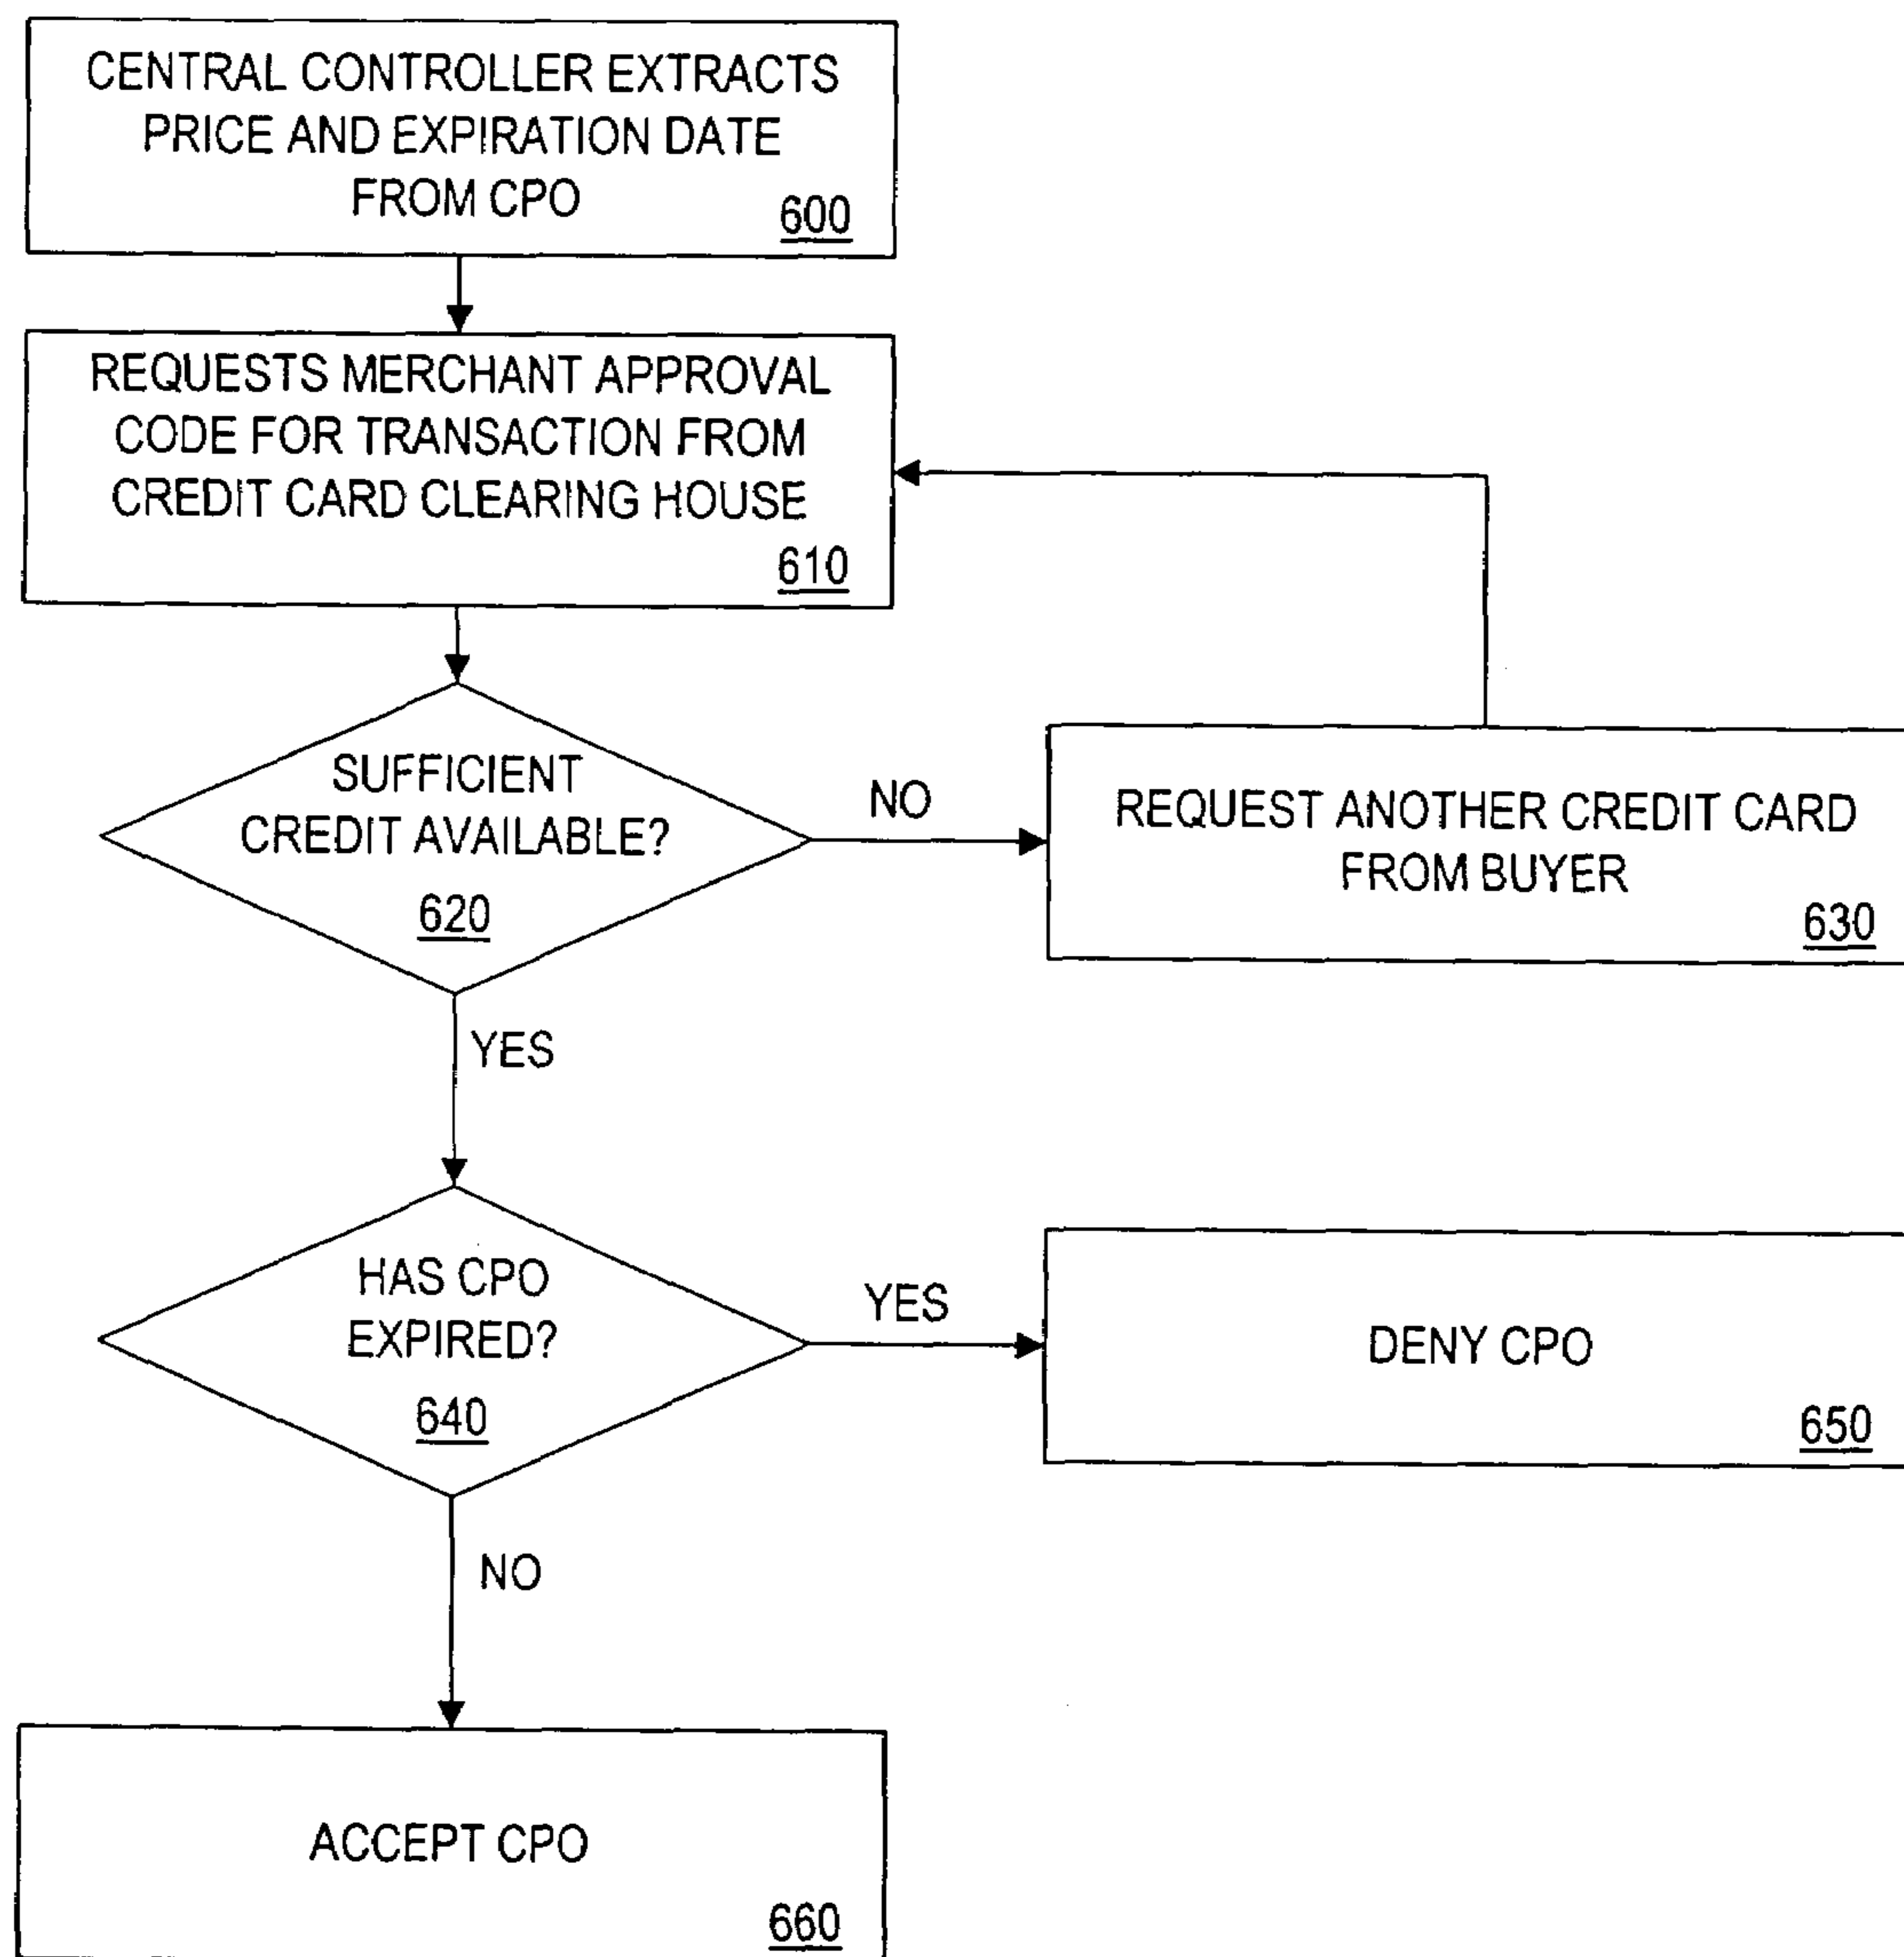 CENTRAL CONTROLLER EXTRACTS
PRICE AND EXPIRATION DATE
FROM CPO
600
REQUESTS MERCHANT APPROVAL
CODE FOR TRANSACTION FROM
CREDIT CARD CLEARING HOUSE
610
SUFFICIENT
CREDIT AVAILABLE?
620
NO
REQUEST ANOTHER CREDIT CARD
FROM BUYER
630
YES
HAS CPO
EXPIRED?
640
YES
DENY CPO
650
NO
ACCEPT CPO
660